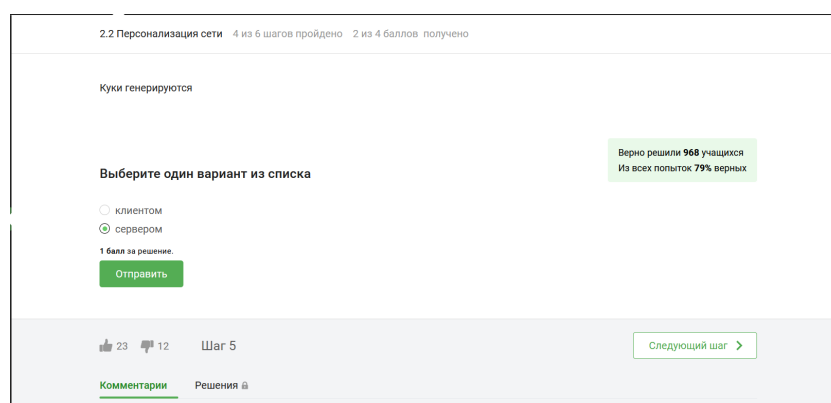 2.2 Персонализация сети 4 из 6 шагов пройдено 2 из 4 баллов получено
Куки генерируются
Верно решили 968 учащихся
Из всех попыток 79% верных
Выберите один вариант из списка
клиентом
сервером
1 балл за решение.
Отправить
23 12 Шаг 5
Следующий шаг
Комментарии Решения